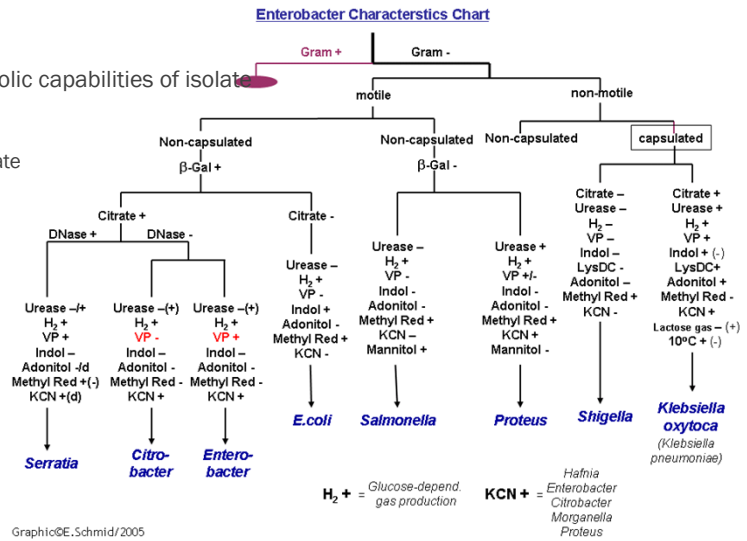 Enterobacter Characterstics Chart
Gram +
Gram -
olic capabilities of isolate
ate
motile
non-motile
Non-capsulated
Non-capsulated
Non-capsulated
capsulated
β-Gal +
β-Gal -
Citrate +
Citrate -
DNase +
DNase -
Urease –/+
H₂ +
VP +
Indol –
Adonitol -/d
Methyl Red +(-)
KCN +(d)
Serratia
Urease –(+)
H₂ +
VP -
Indol –
Adonitol -
Methyl Red -
KCN +
Citro-
bacter
Urease –(+)
H₂ +
VP +
Indol –
Adonitol -
Methyl Red -
KCN +
Entero-
bacter
Urease –
H₂ +
VP -
Indol +
Adonitol -
Methyl Red +
KCN -
E.coli
Urease –
H₂ +
VP -
Indol -
Adonitol -
Methyl Red +
KCN –
Mannitol +
Salmonella
Urease +
H₂ +
VP +/-
Indol -
Adonitol -
Methyl Red +
KCN +
Mannitol -
Proteus
Citrate –
Urease –
H₂ –
VP –
Indol –
LysDC -
Adonitol –
Methyl Red +
KCN -
Shigella
Citrate +
Urease +
H₂ +
VP +
Indol + (-)
LysDC+
Adonitol +
Methyl Red -
KCN +
Lactose gas – (+)
10ºC + (-)
Klebsiella
oxytoca
(Klebsiella
pneumoniae)
H₂ + = Glucose-depend.
gas production
KCN + =
Hafnia
Enterobacter
Citrobacter
Morganella
Proteus
Graphic©E.Schmid/2005